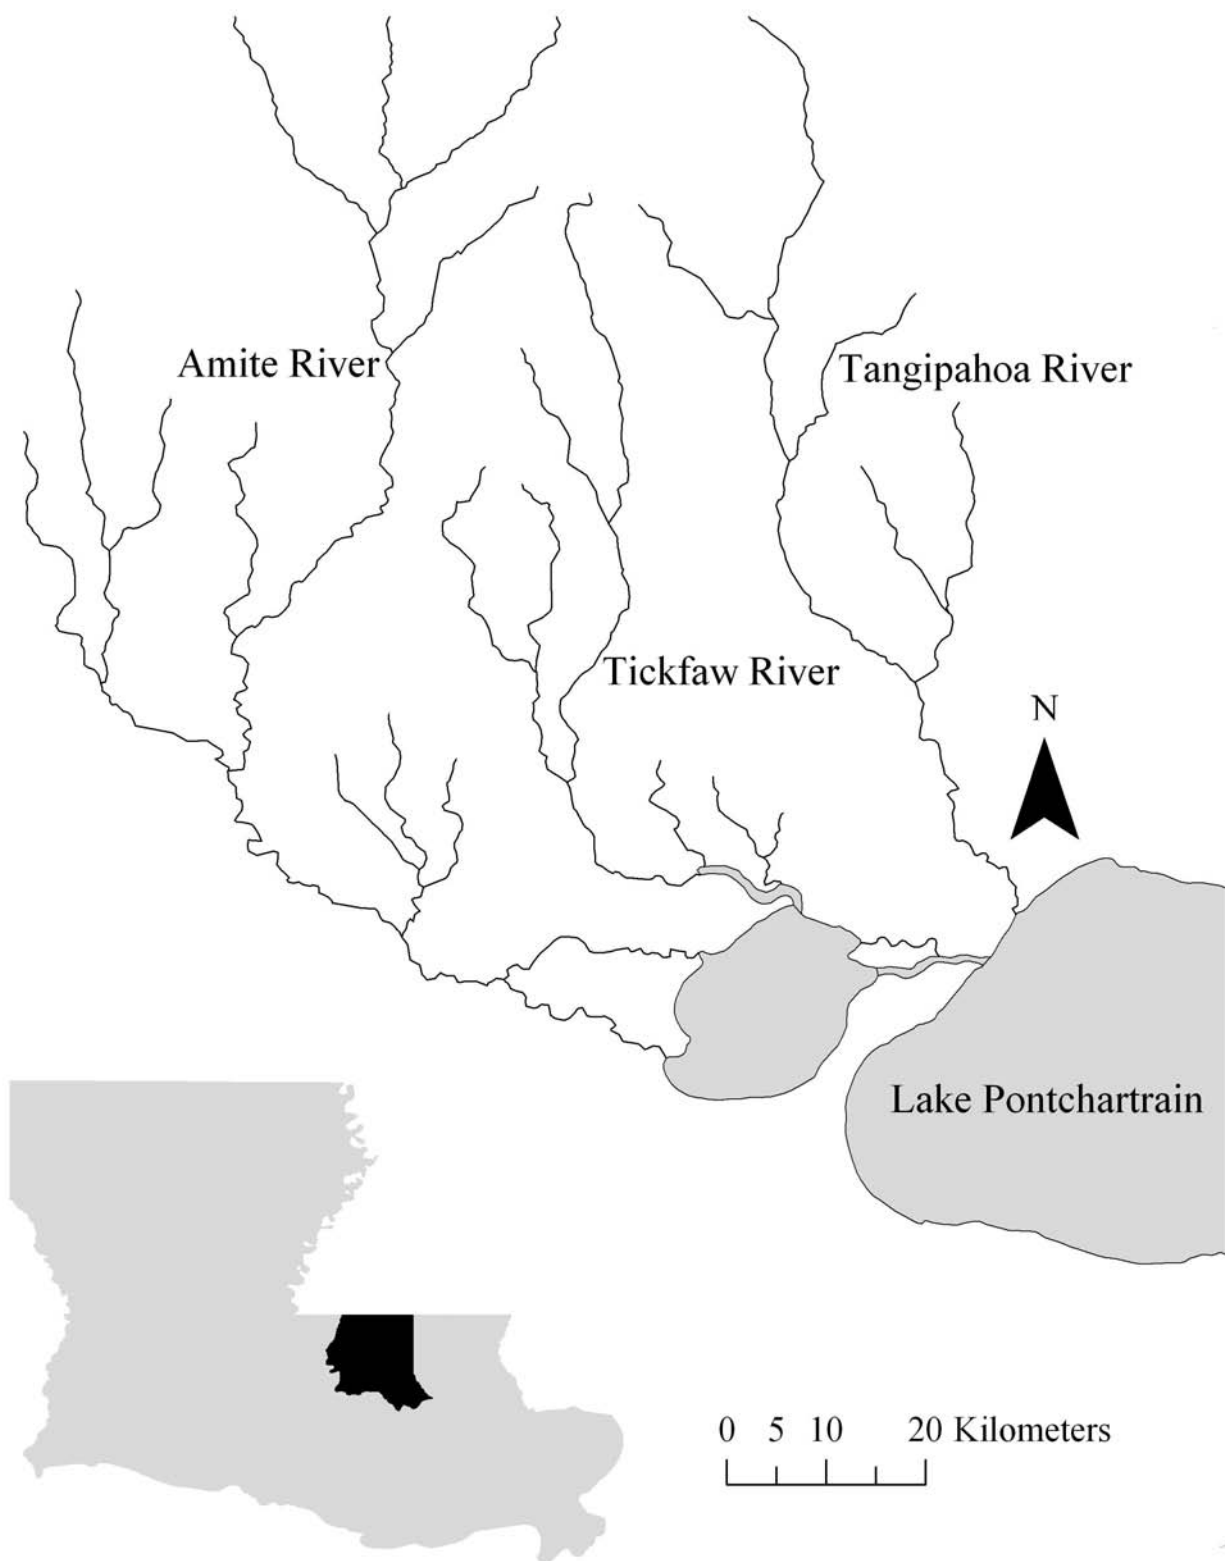 Amite River
Tangipahoa River
Tickfaw River
N
Lake Pontchartrain
0 5 10 20 Kilometers